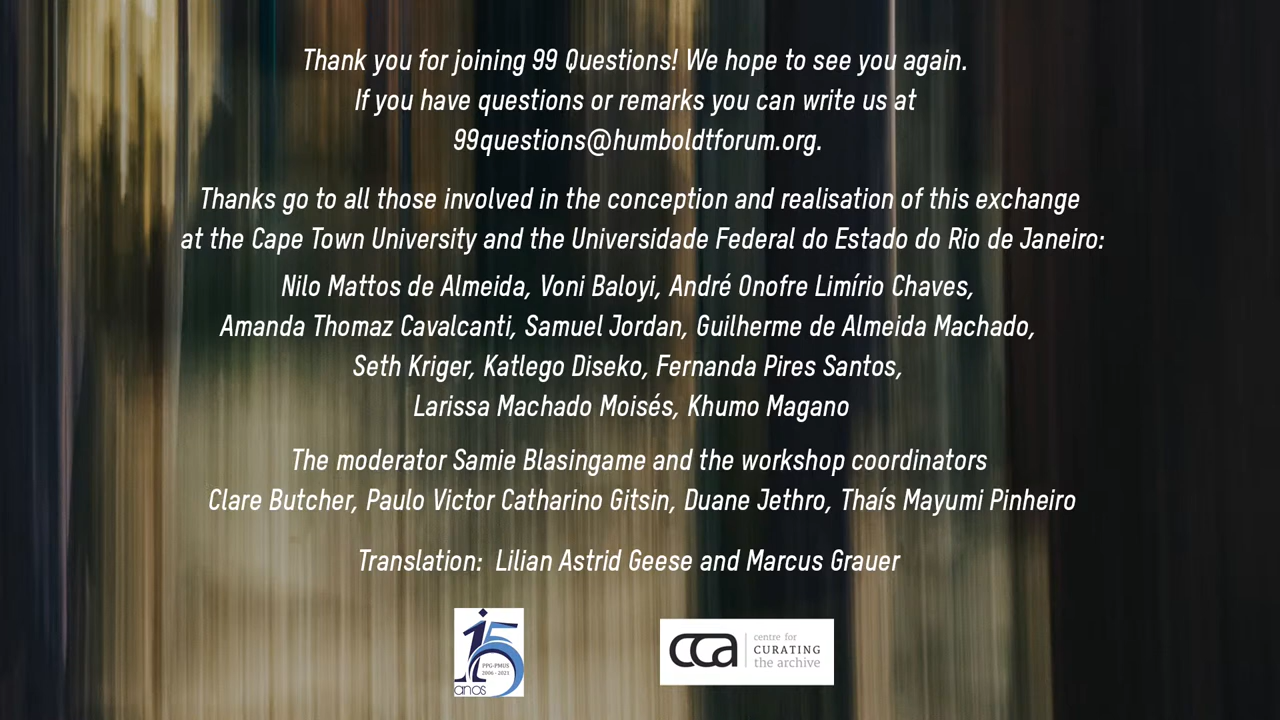 Thank you for joining 99 Questions! We hope to see you again.
If you have questions or remarks you can write us at
99questions@humboldtforum.org.
Thanks go to all those involved in the conception and realisation of this exchange
at the Cape Town University and the Universidade Federal do Estado do Rio de Janeiro:
Nilo Mattos de Almeida, Voni Baloyi, André Onofre Limírio Chaves,
Amanda Thomaz Cavalcanti, Samuel Jordan, Guilherme de Almeida Machado,
Seth Kriger, Katlego Diseko, Fernanda Pires Santos,
Larissa Machado Moisés, Khumo Magano
The moderator Samie Blasingame and the workshop coordinators
Clare Butcher, Paulo Victor Catharino Gitsin, Duane Jethro, Thaís Mayumi Pinheiro
Translation: Lilian Astrid Geese and Marcus Grauer
15
PPG-PMUS
2006 - 2021
anos
cca
centre for
CURATING
the archive